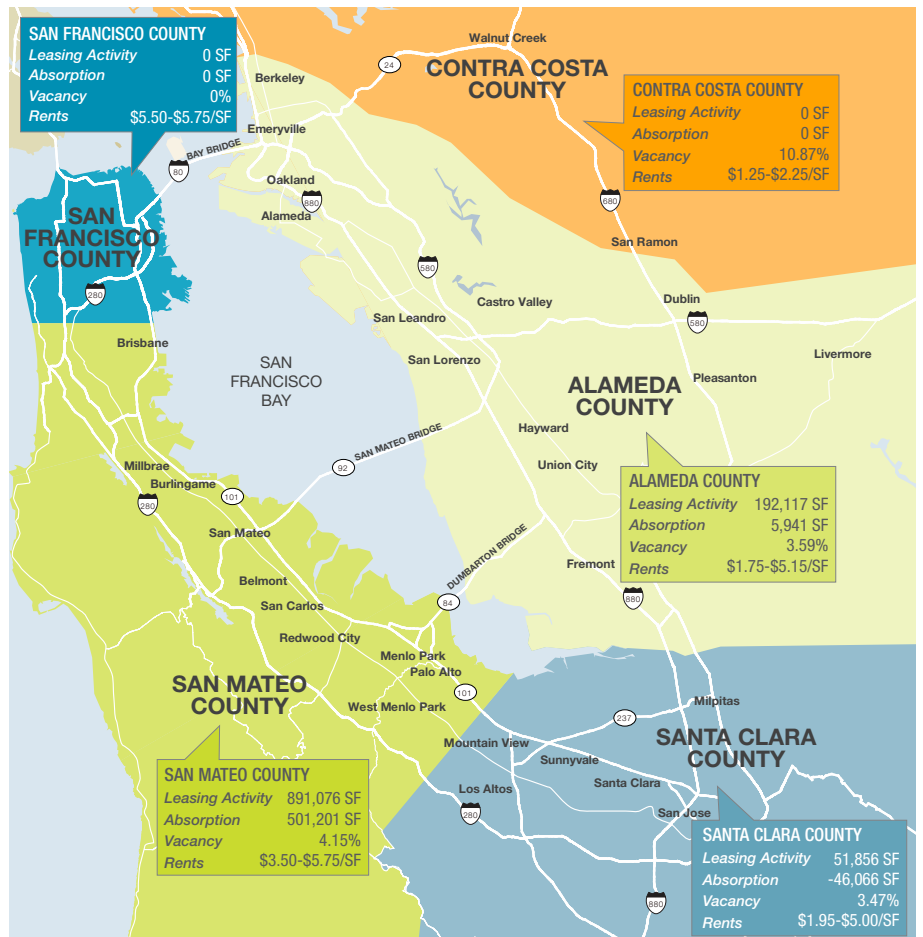 SAN FRANCISCO COUNTY
Leasing Activity 0 SF
Absorption 0 SF
Vacancy 0%
Rents $5.50-$5.75/SF
Walnut Creek
24
CONTRA COSTA
COUNTY
Berkeley
CONTRA COSTA COUNTY
Leasing Activity 0 SF
Absorption 0 SF
Vacancy 10.87%
Rents $1.25-$2.25/SF
Emeryville
BAY BRIDGE
80
Oakland
880
Alameda
680
SAN
FRANCISCO
COUNTY
San Ramon
580
280
Castro Valley
Dublin
San Leandro
580
Brisbane
San Lorenzo
Livermore
SAN
FRANCISCO
BAY
Pleasanton
ALAMEDA
COUNTY
Hayward
SAN MATEO BRIDGE
92
Union City
Millbrae
Burlingame
101
280
ALAMEDA COUNTY
Leasing Activity 192,117 SF
Absorption 5,941 SF
Vacancy 3.59%
Rents $1.75-$5.15/SF
San Mateo
DUMBARTON BRIDGE
Fremont
Belmont
880
84
San Carlos
Redwood City
Menlo Park
Palo Alto
SAN MATEO
COUNTY
101
West Menlo Park
Milpitas
237
SANTA CLARA
COUNTY
Mountain View
Sunnyvale
Santa Clara
Los Altos
280
San Jose
SAN MATEO COUNTY
Leasing Activity 891,076 SF
Absorption 501,201 SF
Vacancy 4.15%
Rents $3.50-$5.75/SF
SANTA CLARA COUNTY
Leasing Activity 51,856 SF
Absorption -46,066 SF
Vacancy 3.47%
Rents $1.95-$5.00/SF
880